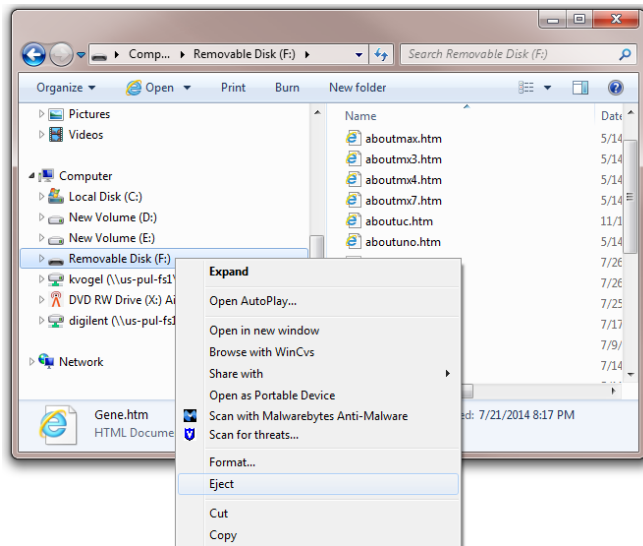 Comp... ▸ Removable Disk (F:) ▸
Search Removable Disk (F:)
Organize Open Print Burn New folder
Pictures
Videos
Computer
Local Disk (C:)
New Volume (D:)
New Volume (E:)
Removable Disk (F:)
kvogel (\\us-pul-fs1\
DVD RW Drive (X:) Ai
digilent (\\us-pul-fs1
Network
Name Date
aboutmax.htm 5/14
aboutmx3.htm 5/14
aboutmx4.htm 5/14
aboutmx7.htm 5/14
aboutuc.htm 11/1
aboutuno.htm 5/14
7/26
7/26
7/25
7/17
7/9/
7/14
Expand
Open AutoPlay...
Open in new window
Browse with WinCvs
Share with
Open as Portable Device
Scan with Malwarebytes Anti-Malware
Scan for threats...
Format...
Eject
Cut
Copy
Gene.htm
HTML Docume
ed: 7/21/2014 8:17 PM